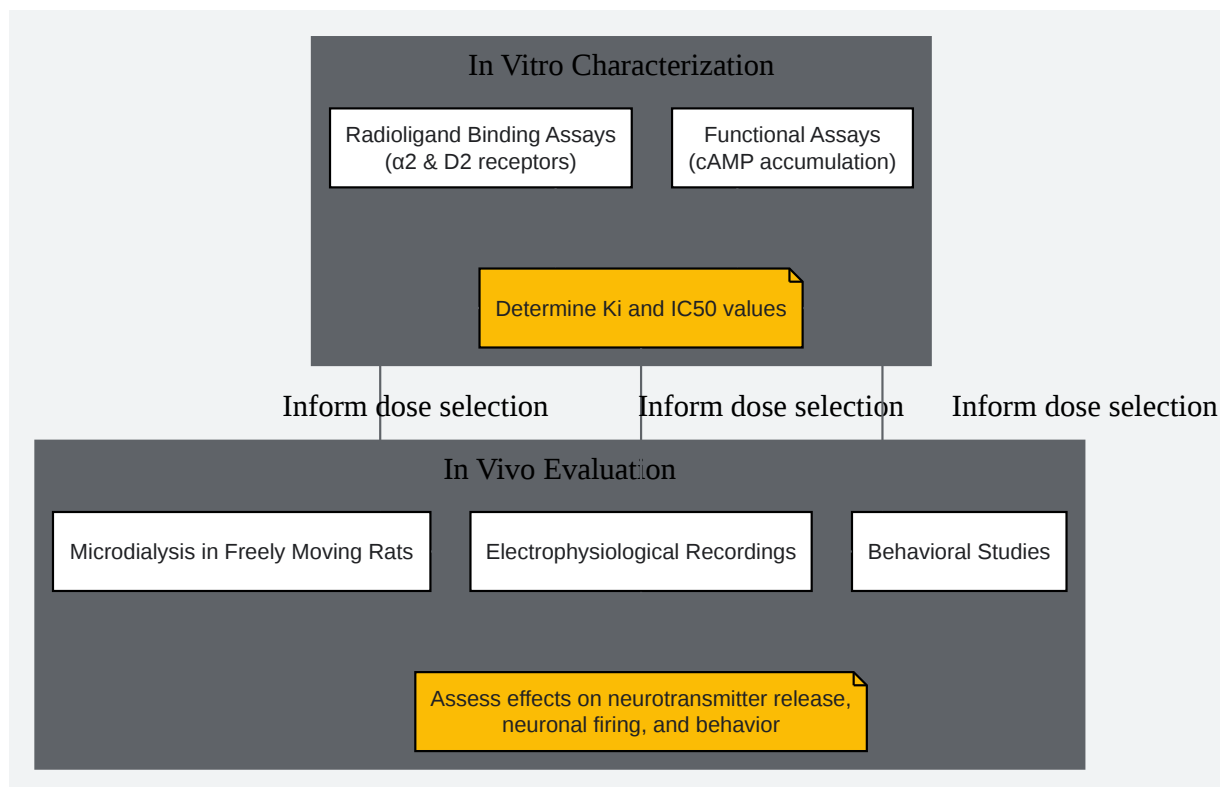 In Vitro Characterization
Radioligand Binding Assays
(α2 & D2 receptors)
Functional Assays
(cAMP accumulation)
Determine Ki and IC50 values
Inform dose selection
Inform dose selection
Inform dose selection
In Vivo Evaluation
Microdialysis in Freely Moving Rats
Electrophysiological Recordings
Behavioral Studies
Assess effects on neurotransmitter release,
neuronal firing, and behavior